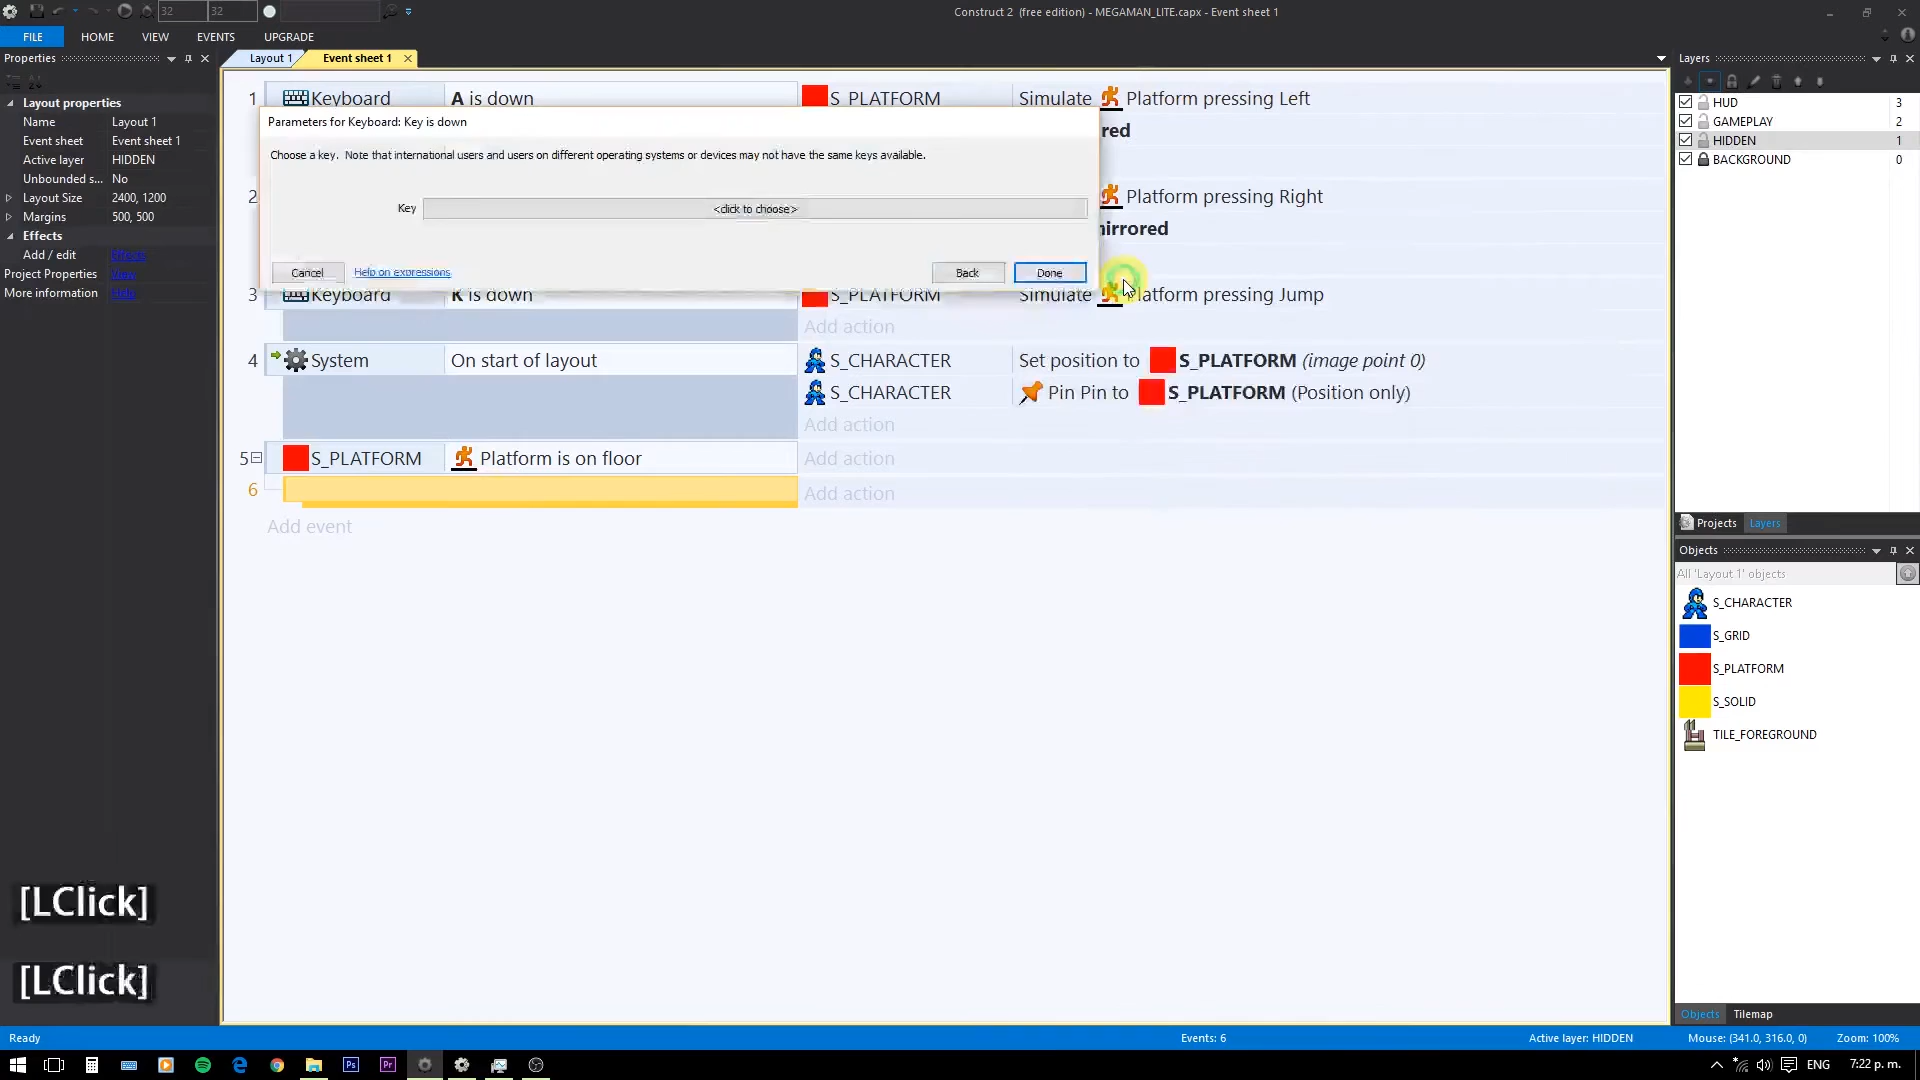 32 32
Construct 2 (free edition) - MEGAMAN_LITE.capx - Event sheet 1
FILE HOME VIEW EVENTS UPGRADE
Properties
Layout 1 Event sheet 1
Layers
Layout properties
Name Layout 1
Event sheet Event sheet 1
Active layer HIDDEN
Unbounded s... No
Layout Size 2400, 1200
Margins 500, 500
Effects
Add / edit Effects
Project Properties View
More information Help
1 Keyboard A is down S_PLATFORM Simulate Platform pressing Left
Parameters for Keyboard: Key is down
red
Choose a key. Note that international users and users on different operating systems or devices may not have the same keys available.
2 Platform pressing Right
Key <click to choose>
mirrored
Cancel Help on expressions Back Done
3 Keyboard K is down S_PLATFORM Simulate Platform pressing Jump
Add action
4 System On start of layout S_CHARACTER Set position to S_PLATFORM (image point 0)
S_CHARACTER Pin Pin to S_PLATFORM (Position only)
Add action
5 S_PLATFORM Platform is on floor Add action
6 Add action
Add event
HUD 3
GAMEPLAY 2
HIDDEN 1
BACKGROUND 0
Projects Layers
Objects
All 'Layout 1' objects
S_CHARACTER
S_GRID
S_PLATFORM
S_SOLID
TILE_FOREGROUND
[LClick]
[LClick]
Objects Tilemap
Ready Events: 6 Active layer: HIDDEN Mouse: (341.0, 316.0, 0) Zoom: 100%
Ps Pr ENG 7:22 p. m.